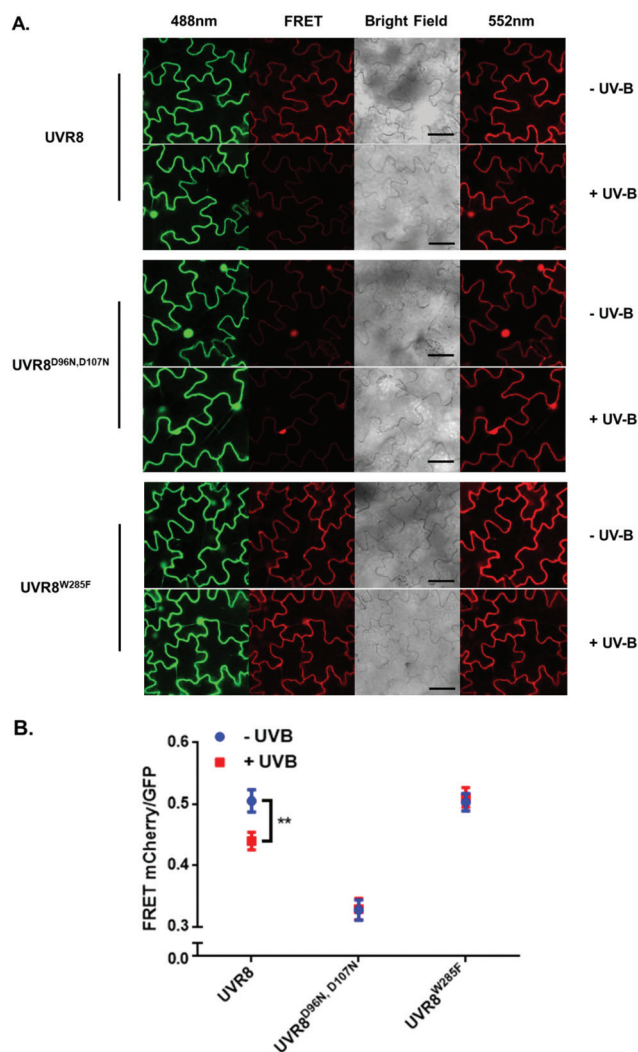 A.
488nm FRET Bright Field 552nm
- UV-B
UVR8
+ UV-B
- UV-B
UVR8D96N,D107N
+ UV-B
- UV-B
UVR8W285F
+ UV-B
B.
- UVB
+ UVB
0.6
0.5
**
0.4
0.3
0.0
FRET mCherry/GFP
UVR8
UVR8D96N, D107N
UVR8W285F